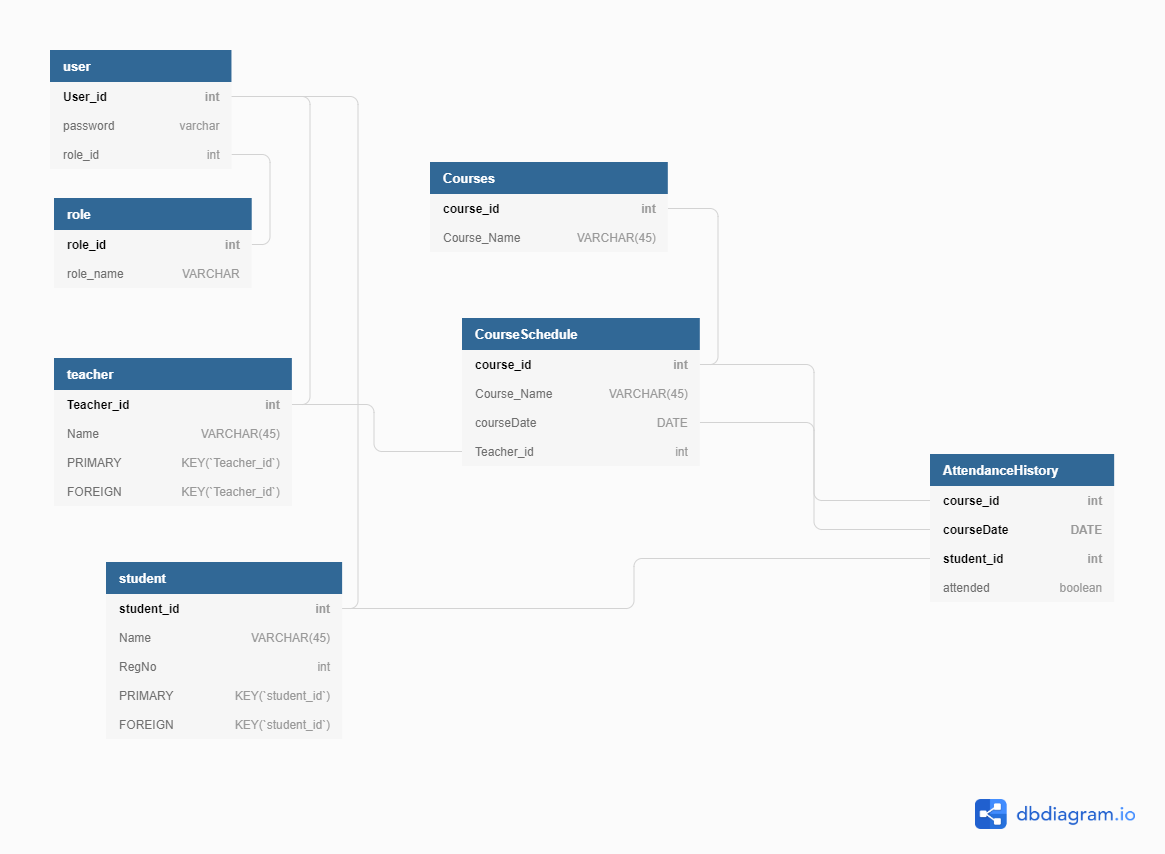 user
User_id int
password varchar
role_id int
role
role_id int
role_name VARCHAR
teacher
Teacher_id int
Name VARCHAR(45)
PRIMARY KEY(`Teacher_id`)
FOREIGN KEY(`Teacher_id`)
student
student_id int
Name VARCHAR(45)
RegNo int
PRIMARY KEY(`student_id`)
FOREIGN KEY(`student_id`)
Courses
course_id int
Course_Name VARCHAR(45)
CourseSchedule
course_id int
Course_Name VARCHAR(45)
courseDate DATE
Teacher_id int
AttendanceHistory
course_id int
courseDate DATE
student_id int
attended boolean
dbdiagram.io